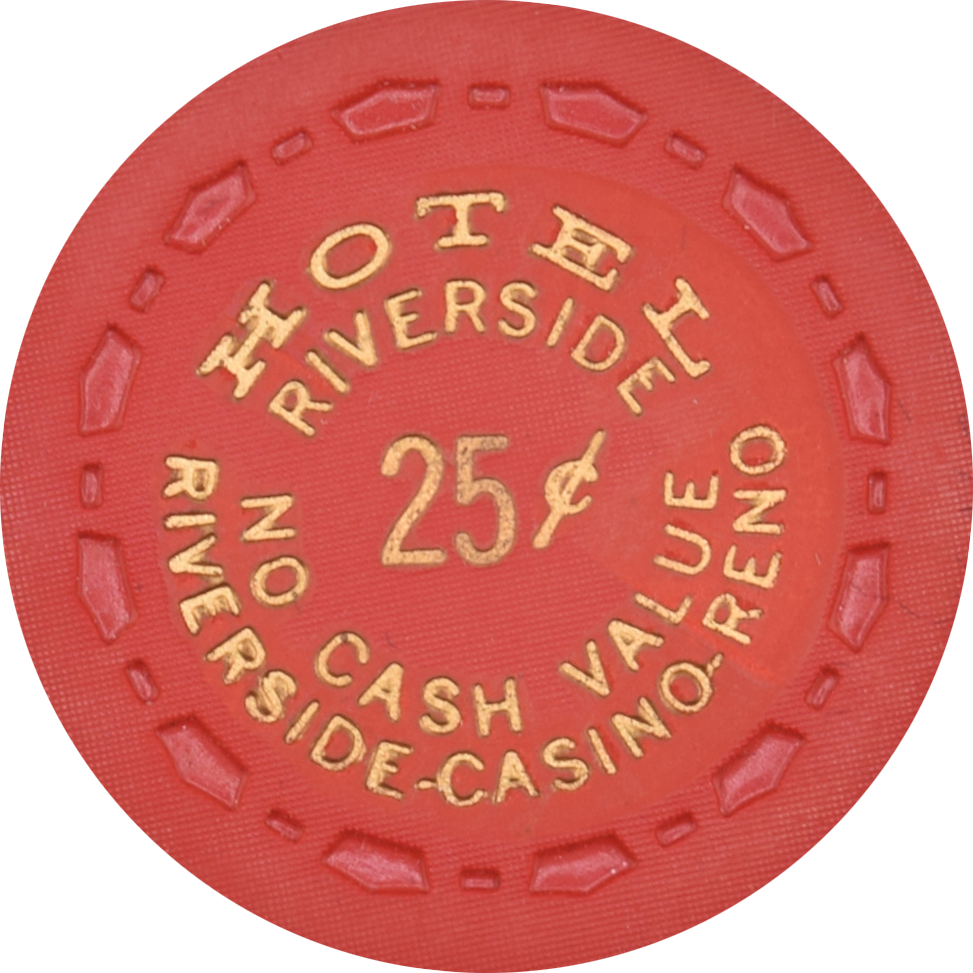 HOTEL
RIVERSIDE
25¢
NO CASH VALUE
RIVERSIDE-CASINO-RENO